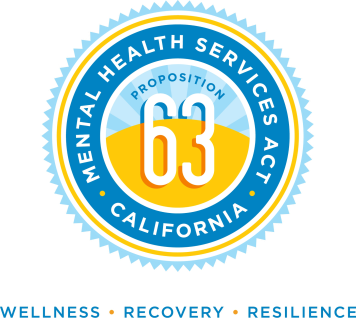 MENTAL HEALTH SERVICES ACT
PROPOSITION
63
• CALIFORNIA •
WELLNESS • RECOVERY • RESILIENCE